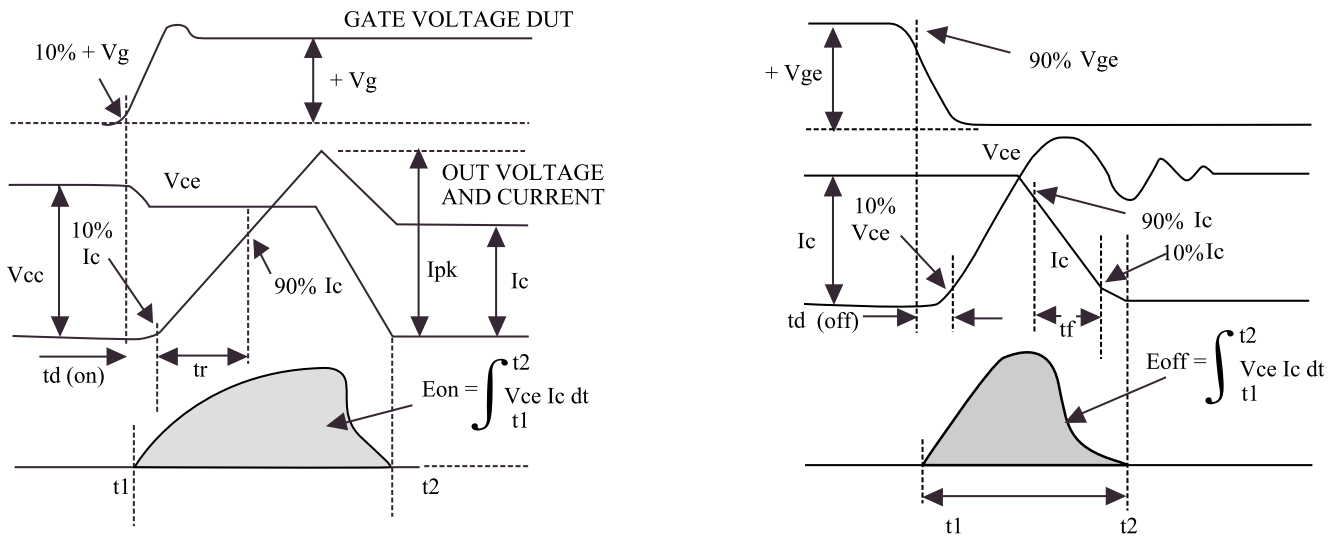 GATE VOLTAGE DUT
10% + Vg
+ Vg
Vce
OUT VOLTAGE
AND CURRENT
10%
Ic
Vcc
90% Ic
Ipk
Ic
td (on)
tr
Eon = ∫ Vce Ic dt
t2
t1
t1
t2
90% Vge
+ Vge
Vce
10%
Vce
90% Ic
Ic
Ic
10%Ic
td (off)
tf
Eoff = ∫ Vce Ic dt
t2
t1
t1
t2